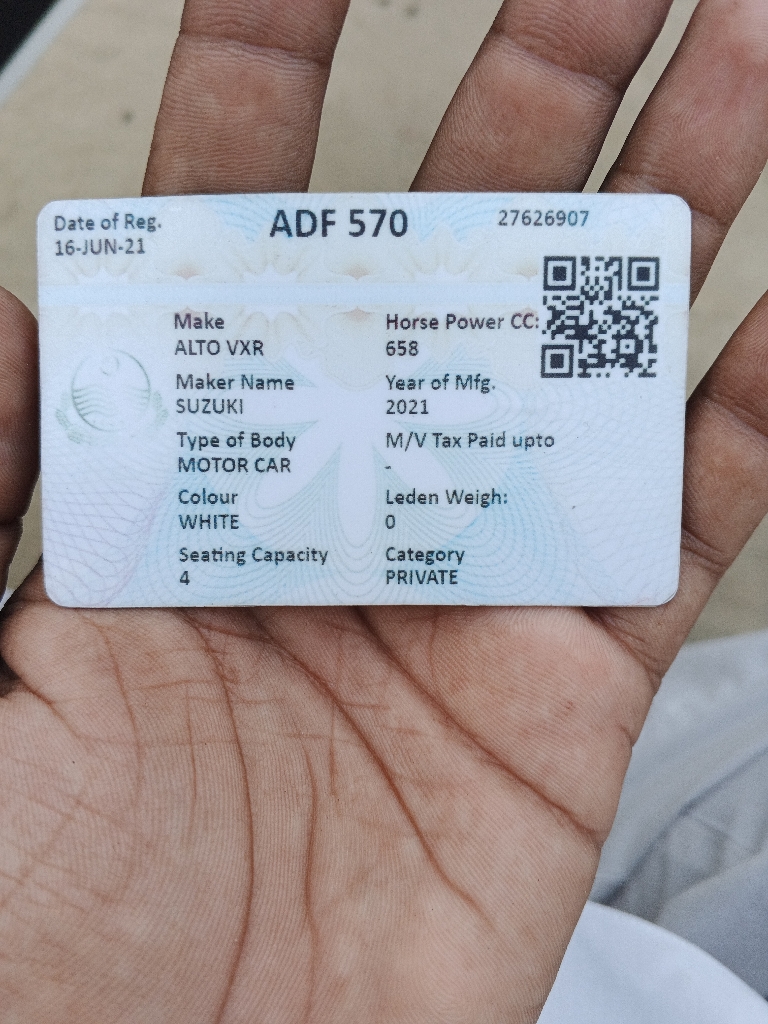 Date of Reg.
16-JUN-21
ADF 570
27626907
Make
ALTO VXR
Horse Power CC:
658
Maker Name
SUZUKI
Year of Mfg.
2021
Type of Body
MOTOR CAR
M/V Tax Paid upto
-
Colour
WHITE
Leden Weigh:
0
Seating Capacity
4
Category
PRIVATE